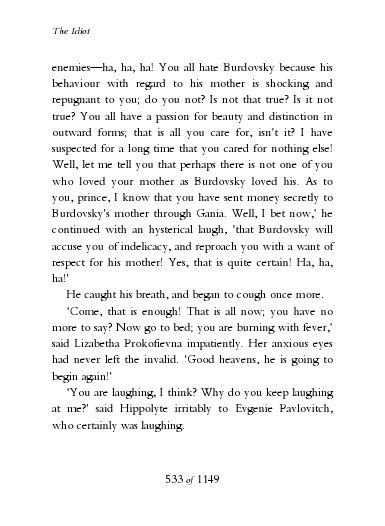 The Idiot
enemies—ha, ha, ha! You all hate Burdovsky because his
behaviour with regard to his mother is shocking and
repugnant to you; do you not? Is not that true? Is it not
true? You all have a passion for beauty and distinction in
outward forms; that is all you care for, isn't it? I have
suspected for a long time that you cared for nothing else!
Well, let me tell you that perhaps there is not one of you
who loved your mother as Burdovsky loved his. As to
you, prince, I know that you have sent money secretly to
Burdovsky's mother through Gania. Well, I bet now,' he
continued with an hysterical laugh, 'that Burdovsky will
accuse you of indelicacy, and reproach you with a want of
respect for his mother! Yes, that is quite certain! Ha, ha,
ha!'
He caught his breath, and began to cough once more.
'Come, that is enough! That is all now; you have no
more to say? Now go to bed; you are burning with fever,'
said Lizabetha Prokofievna impatiently. Her anxious eyes
had never left the invalid. 'Good heavens, he is going to
begin again!'
'You are laughing, I think? Why do you keep laughing
at me?' said Hippolyte irritably to Evgenie Pavlovitch,
who certainly was laughing.
533 of 1149